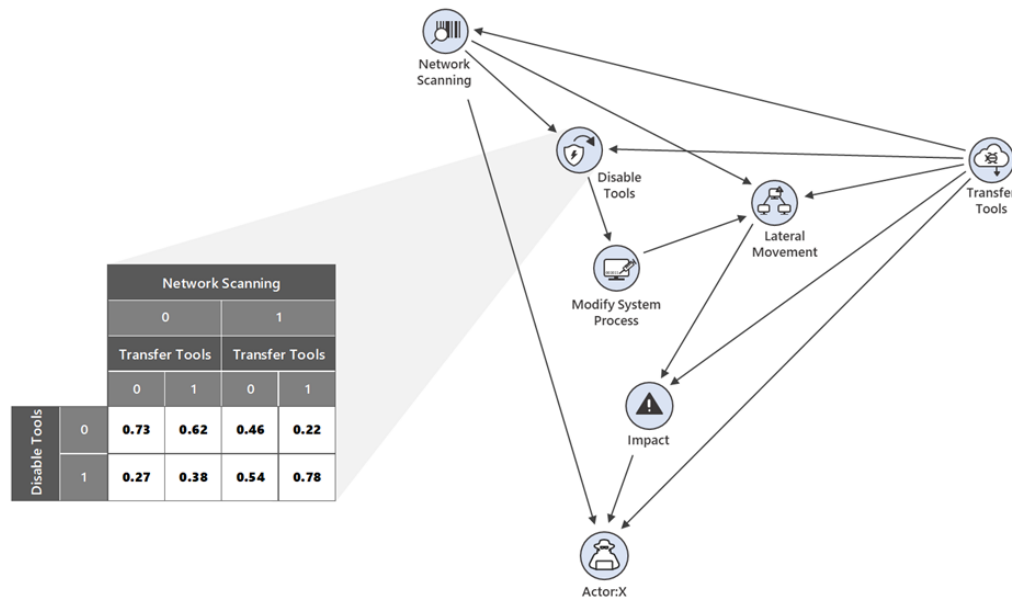 Network
Scanning
Disable
Tools
Transfer
Tools
Lateral
Movement
Modify System
Process
Impact
Actor:X
Network Scanning
0 1
Transfer Tools Transfer Tools
0 1 0 1
Disable Tools
0 0.73 0.62 0.46 0.22
1 0.27 0.38 0.54 0.78